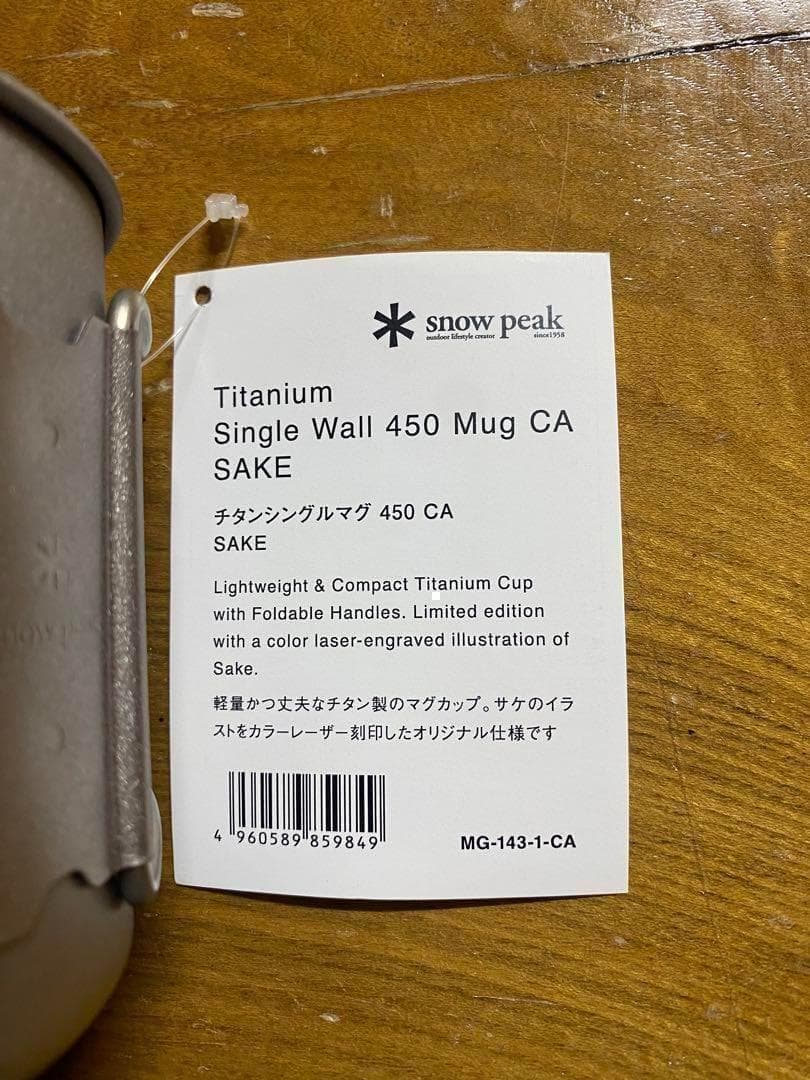 snow peak
outdoor lifestyle creator since1958
Titanium
Single Wall 450 Mug CA
SAKE
チタンシングルマグ 450 CA
SAKE
Lightweight & Compact Titanium Cup
with Foldable Handles. Limited edition
with a color laser-engraved illustration of
Sake.
軽量かつ丈夫なチタン製のマグカップ。サケのイラ
ストをカラーレーザー刻印したオリジナル仕様です
4 960589 859849
MG-143-1-CA